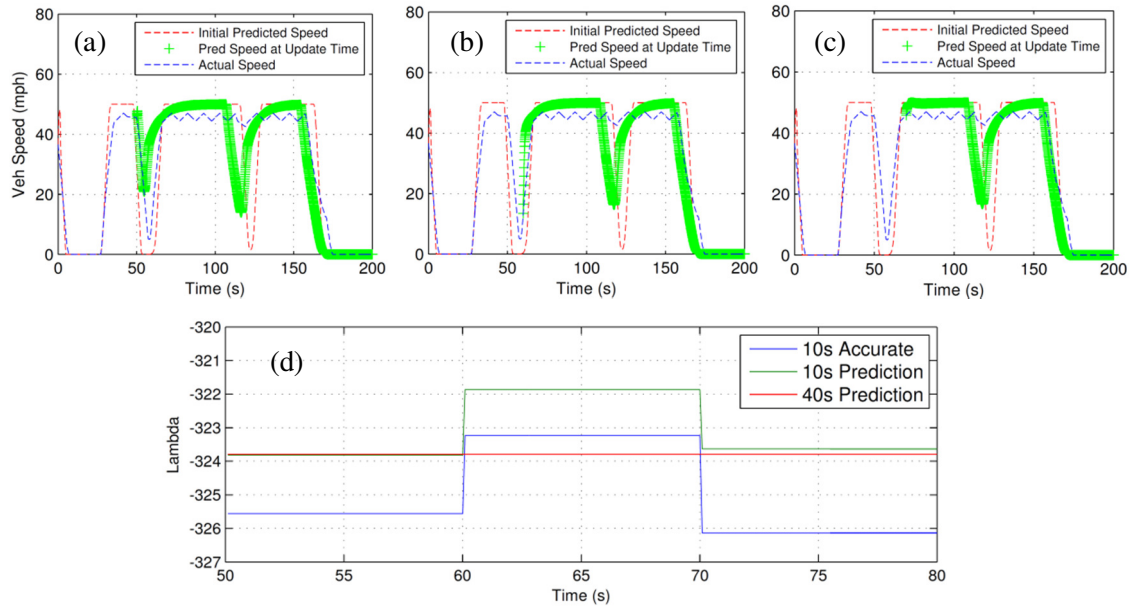 (a)
Initial Predicted Speed
Pred Speed at Update Time
Actual Speed
80
60
40
20
0
Veh Speed (mph)
0 50 100 150 200
Time (s)
(b)
Initial Predicted Speed
Pred Speed at Update Time
Actual Speed
80
60
40
20
0
0 50 100 150 200
Time (s)
(c)
Initial Predicted Speed
Pred Speed at Update Time
Actual Speed
80
60
40
20
0
0 50 100 150 200
Time (s)
(d)
10s Accurate
10s Prediction
40s Prediction
-320
-321
-322
-323
-324
-325
-326
-327
Lambda
50 55 60 65 70 75 80
Time (s)